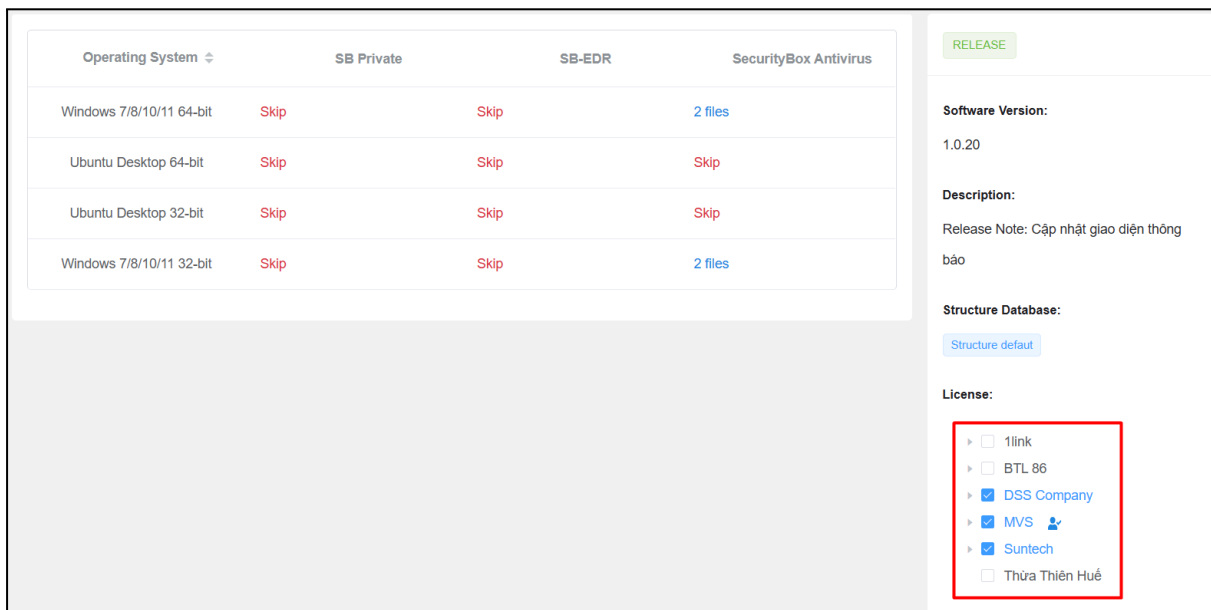 Operating System SB Private SB-EDR SecurityBox Antivirus
Windows 7/8/10/11 64-bit Skip Skip 2 files
Ubuntu Desktop 64-bit Skip Skip Skip
Ubuntu Desktop 32-bit Skip Skip Skip
Windows 7/8/10/11 32-bit Skip Skip 2 files
RELEASE
Software Version:
1.0.20
Description:
Release Note: Cập nhật giao diện thông
báo
Structure Database:
Structure defaut
License:
1link
BTL 86
DSS Company
MVS
Suntech
Thừa Thiên Huế